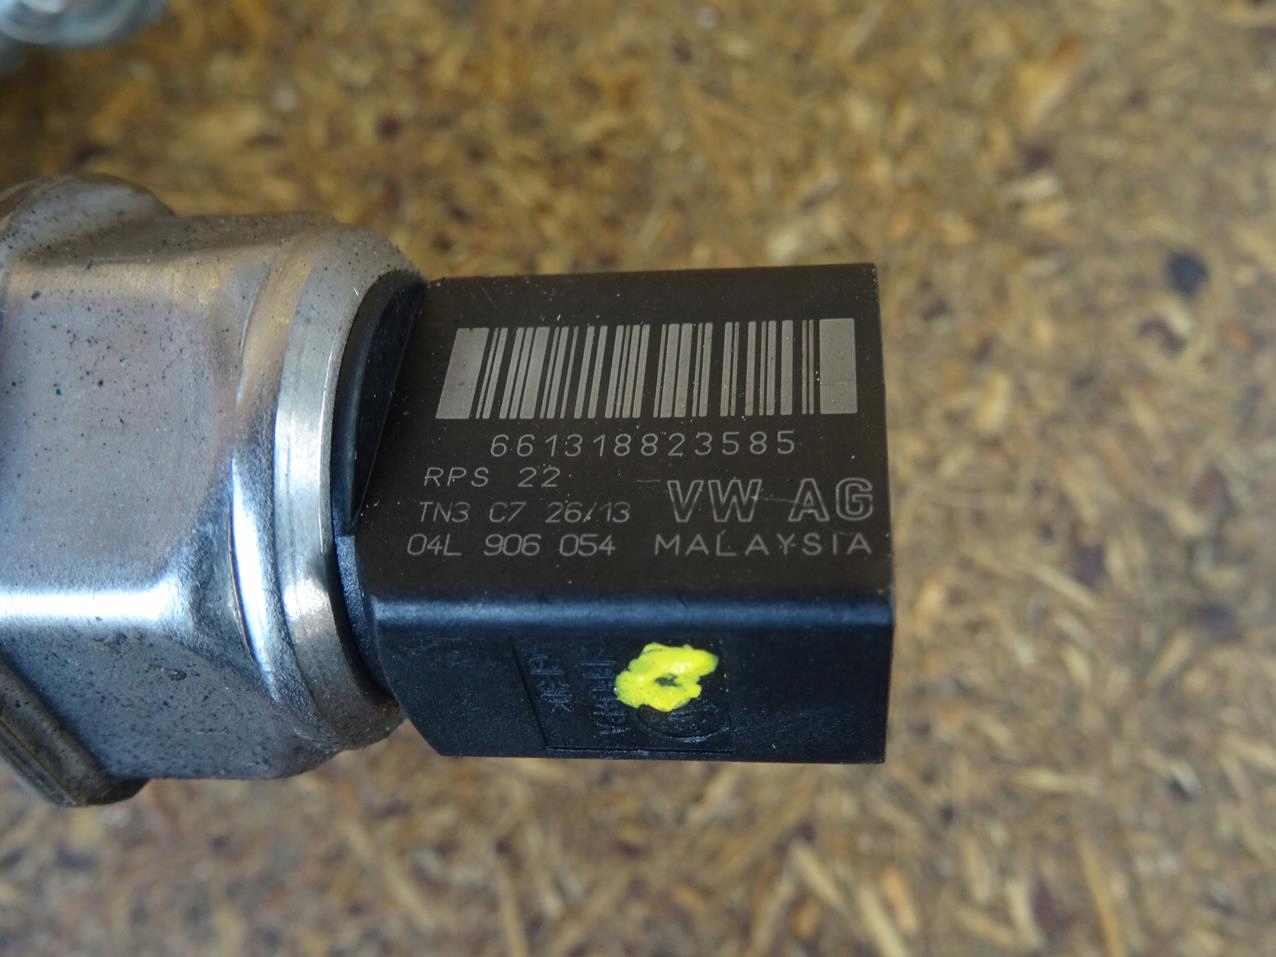 661318823585
RPS 22
TN3 C7 26/13 VW AG
04L 906 054 MALAYSIA